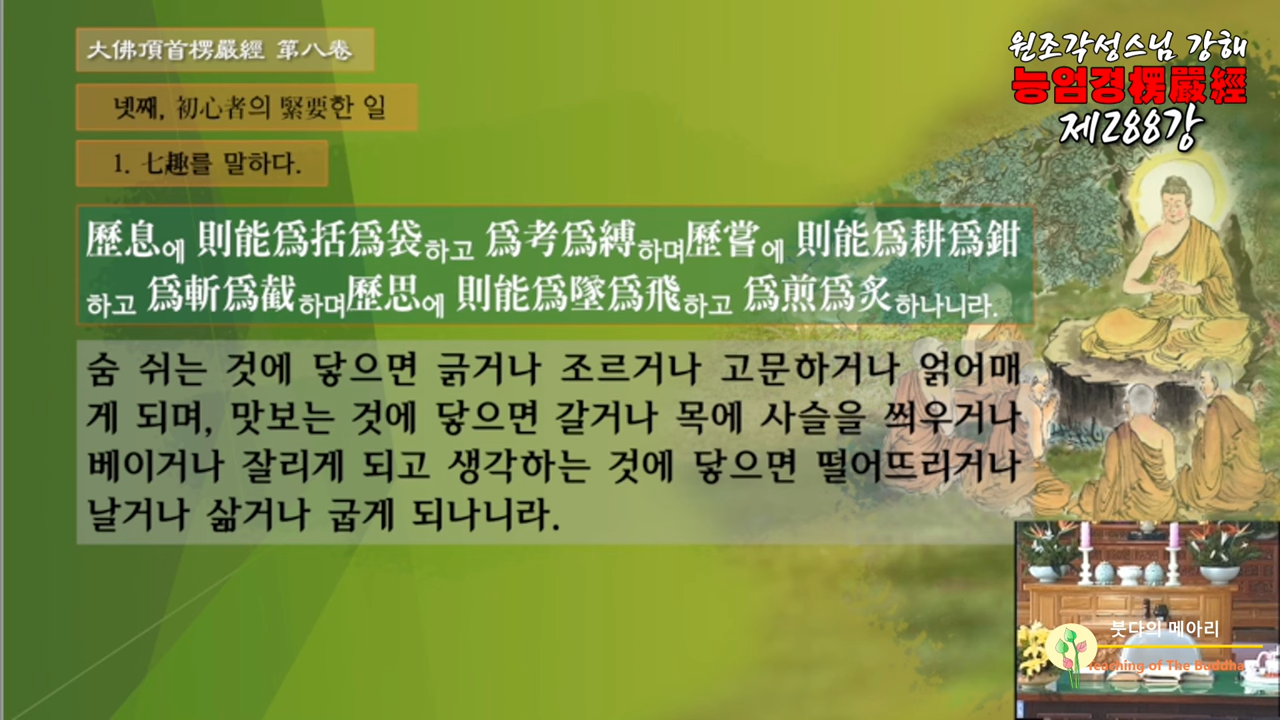 大佛頂首楞嚴經 第八卷
넷째, 初心者의 緊要한 일
1. 七趣를 말하다.
歷息에 則能爲括爲袋하고 爲考爲縛하며歷嘗에 則能爲耕爲鉗
하고 爲斬爲截하며歷思에 則能爲墜爲飛하고 爲煎爲炙하나니라.
숨 쉬는 것에 닿으면 긁거나 조르거나 고문하거나 얽어매
게 되며, 맛보는 것에 닿으면 갈거나 목에 사슬을 씌우거나
베이거나 잘리게 되고 생각하는 것에 닿으면 떨어뜨리거나
날거나 삶거나 굽게 되나니라.
원조각성스님 강해
능엄경楞嚴經
제288강
붓다의 메아리
Teaching of The Buddha